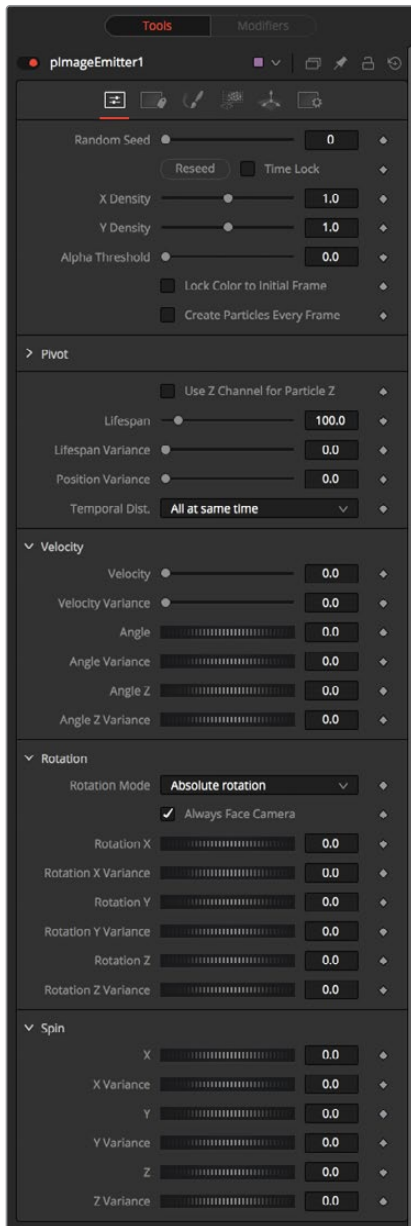 Tools Modifiers
pImageEmitter1
Random Seed 0
Reseed Time Lock
X Density 1.0
Y Density 1.0
Alpha Threshold 0.0
Lock Color to Initial Frame
Create Particles Every Frame
Pivot
Use Z Channel for Particle Z
Lifespan 100.0
Lifespan Variance 0.0
Position Variance 0.0
Temporal Dist. All at same time
Velocity
Velocity 0.0
Velocity Variance 0.0
Angle 0.0
Angle Variance 0.0
Angle Z 0.0
Angle Z Variance 0.0
Rotation
Rotation Mode Absolute rotation
Always Face Camera
Rotation X 0.0
Rotation X Variance 0.0
Rotation Y 0.0
Rotation Y Variance 0.0
Rotation Z 0.0
Rotation Z Variance 0.0
Spin
X 0.0
X Variance 0.0
Y 0.0
Y Variance 0.0
Z 0.0
Z Variance 0.0